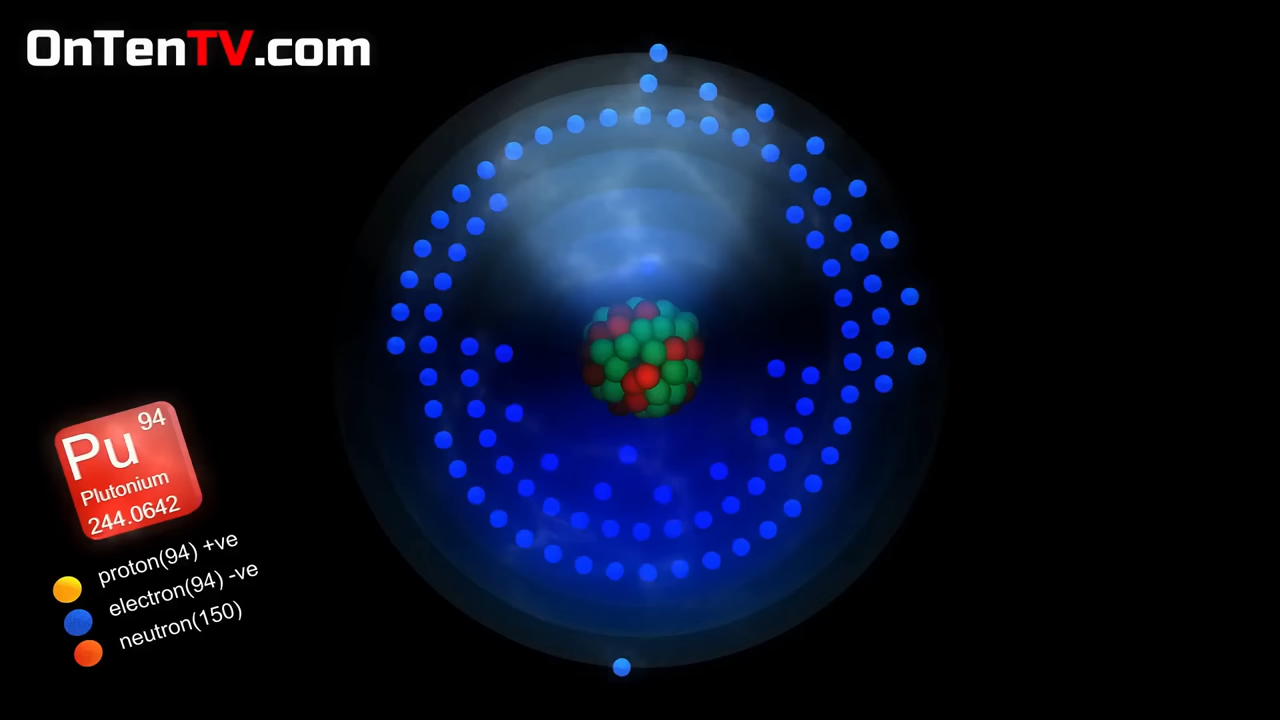 OnTenTV.com
94
Pu
Plutonium
244.0642
proton(94) +ve
electron(94) -ve
neutron(150)